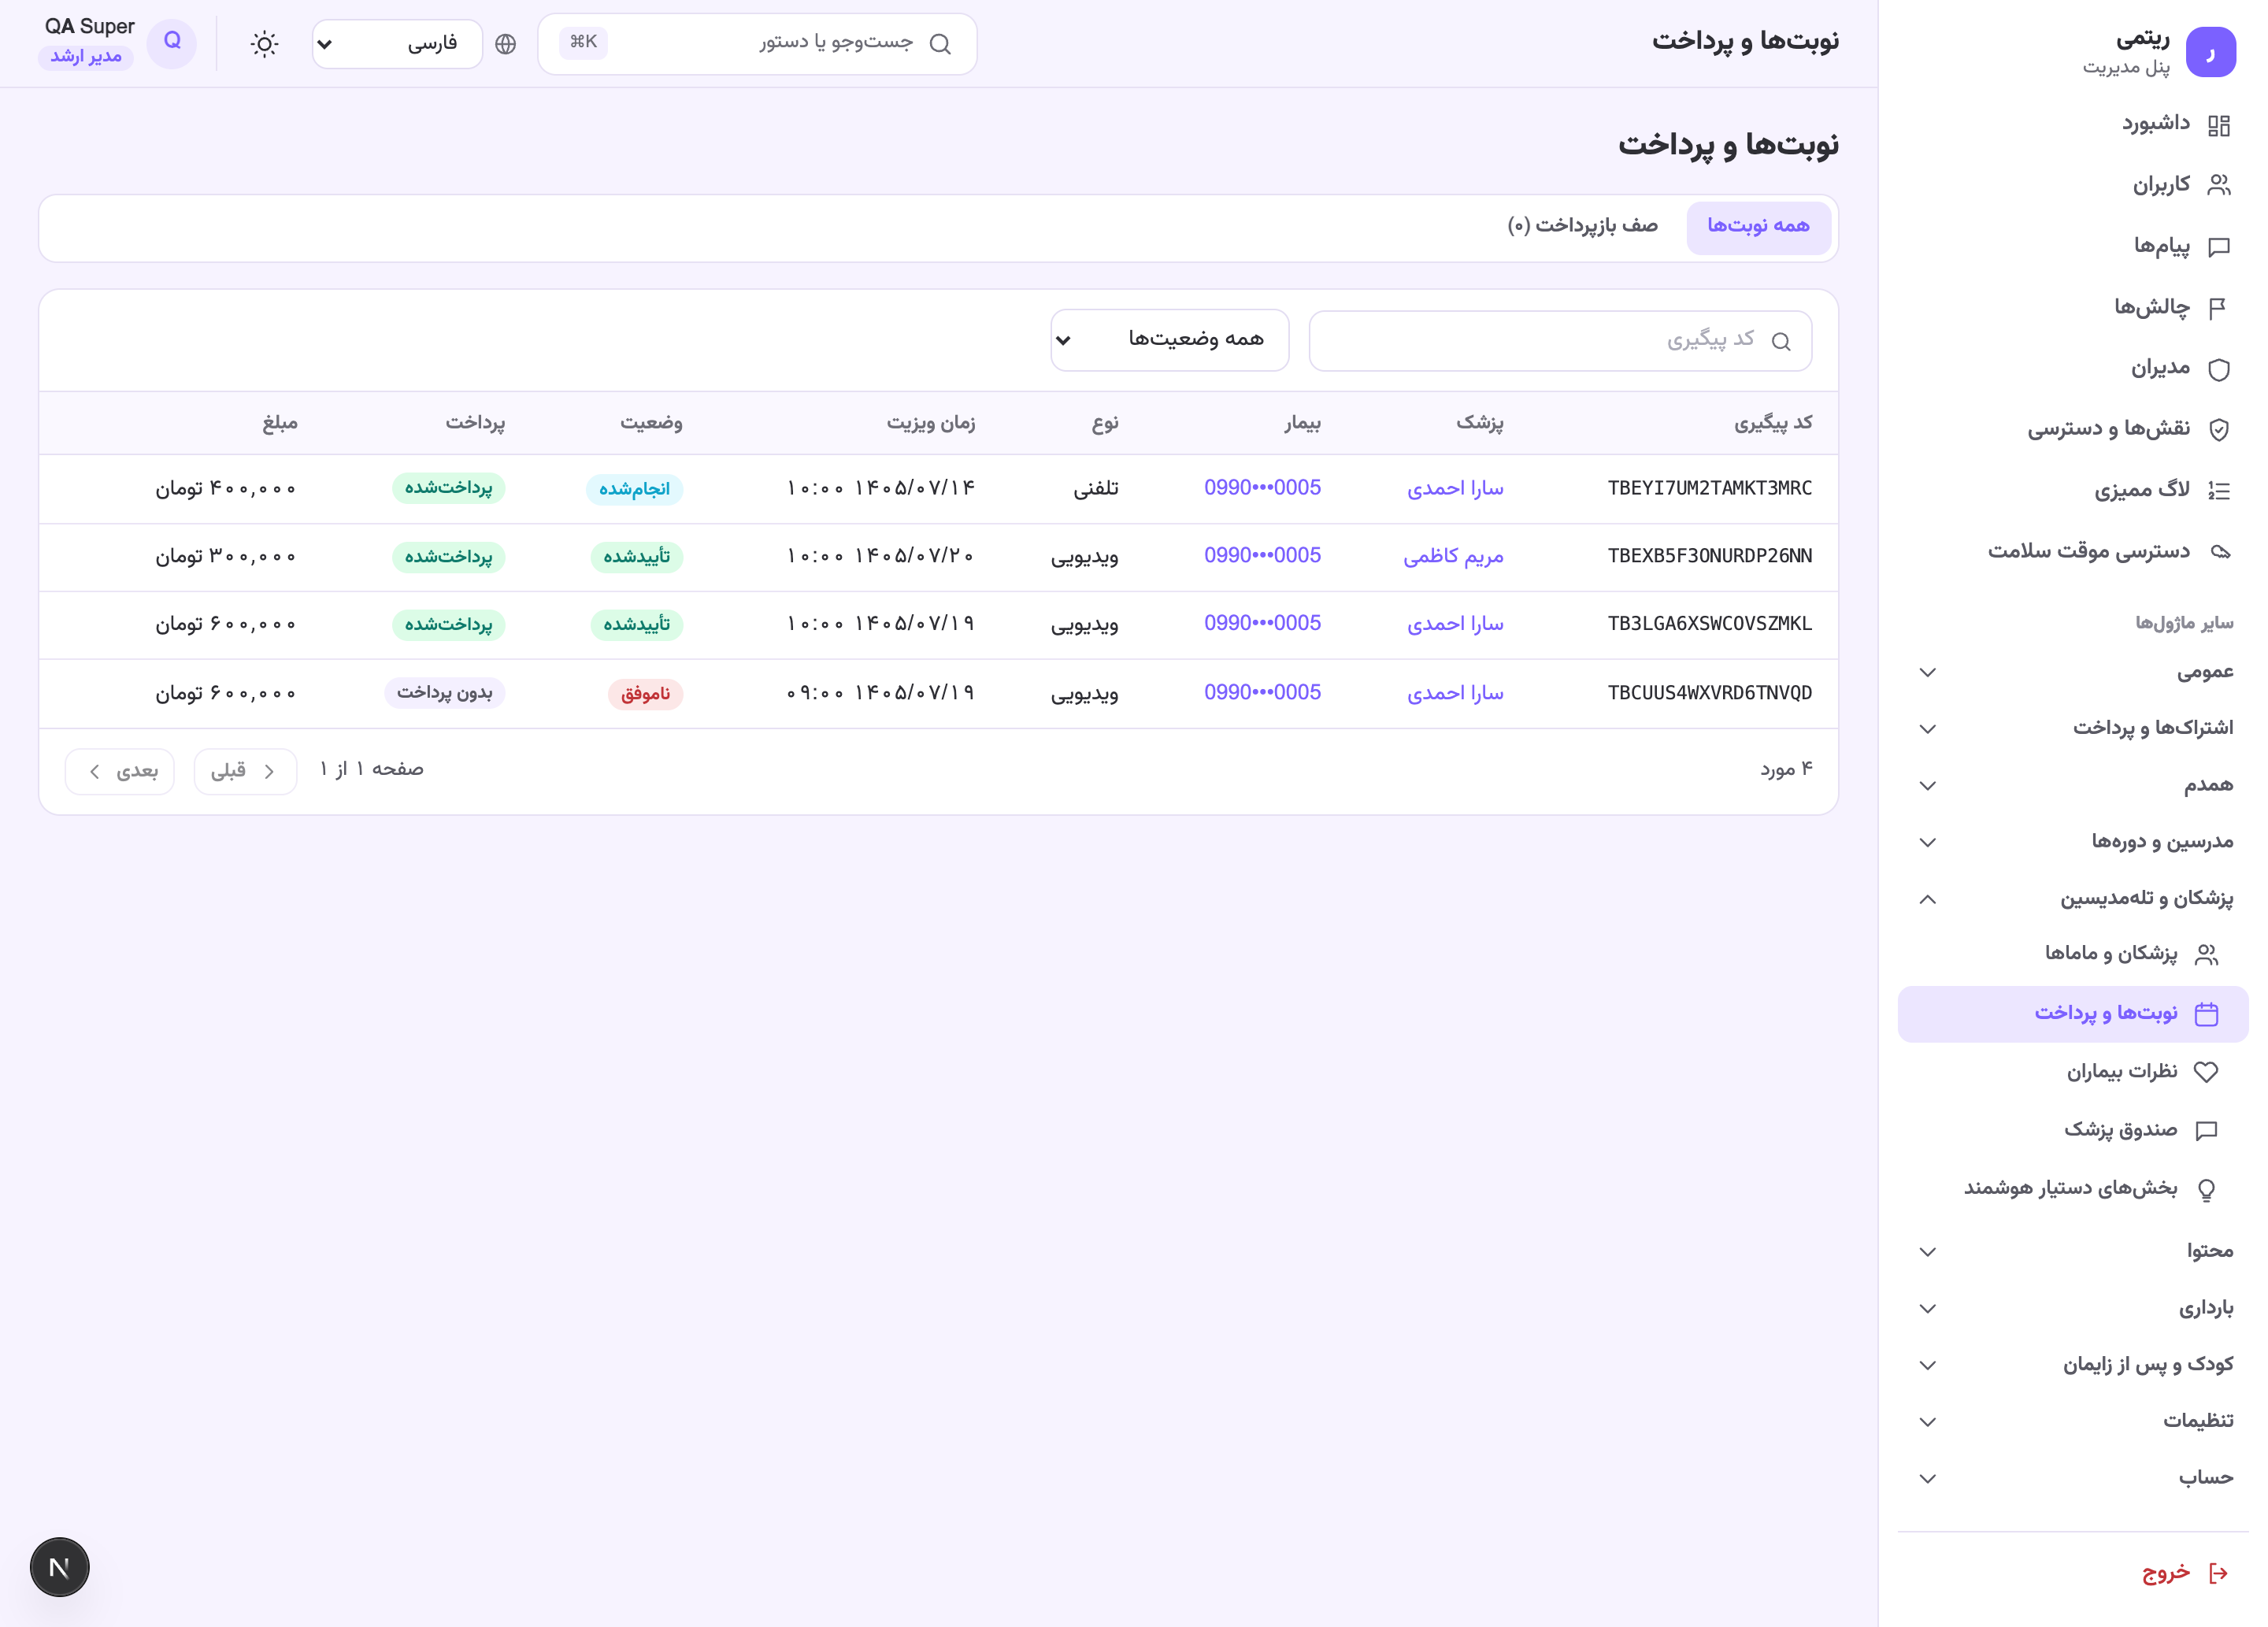 ریتمی
پنل مدیریت
داشبورد
کاربران
پیام‌ها
چالش‌ها
مدیران
نقش‌ها و دسترسی
لاگ ممیزی
دسترسی موقت سلامت
سایر ماژول‌ها
عمومی
اشتراک‌ها و پرداخت
همدم
مدرسین و دوره‌ها
پزشکان و تله‌مدیسین
پزشکان و ماماها
نوبت‌ها و پرداخت
نظرات بیماران
صندوق پزشک
بخش‌های دستیار هوشمند
محتوا
بارداری
کودک و پس از زایمان
تنظیمات
حساب
خروج
نوبت‌ها و پرداخت
جست‌وجو یا دستور ⌘K
فارسی
Q
QA Super
مدیر ارشد
نوبت‌ها و پرداخت
همه نوبت‌ها صف بازپرداخت (۰)
کد پیگیری همه وضعیت‌ها
کد پیگیری پزشک بیمار نوع زمان ویزیت وضعیت پرداخت مبلغ
TBEYI7UM2TAMKT3MRC سارا احمدی 0990•••0005 تلفنی ۱۴۰۵/۰۷/۱۴ ۱۰:۰۰ انجام‌شده پرداخت‌شده ۴۰۰,۰۰۰ تومان
TBEXB5F3ONURDP26NN مریم کاظمی 0990•••0005 ویدیویی ۱۴۰۵/۰۷/۲۰ ۱۰:۰۰ تأییدشده پرداخت‌شده ۳۰۰,۰۰۰ تومان
TB3LGA6XSWCOVSZMKL سارا احمدی 0990•••0005 ویدیویی ۱۴۰۵/۰۷/۱۹ ۱۰:۰۰ تأییدشده پرداخت‌شده ۶۰۰,۰۰۰ تومان
TBCUUS4WXVRD6TNVQD سارا احمدی 0990•••0005 ویدیویی ۱۴۰۵/۰۷/۱۹ ۰۹:۰۰ ناموفق بدون پرداخت ۶۰۰,۰۰۰ تومان
۴ مورد صفحه ۱ از ۱ قبلی بعدی
ر
N